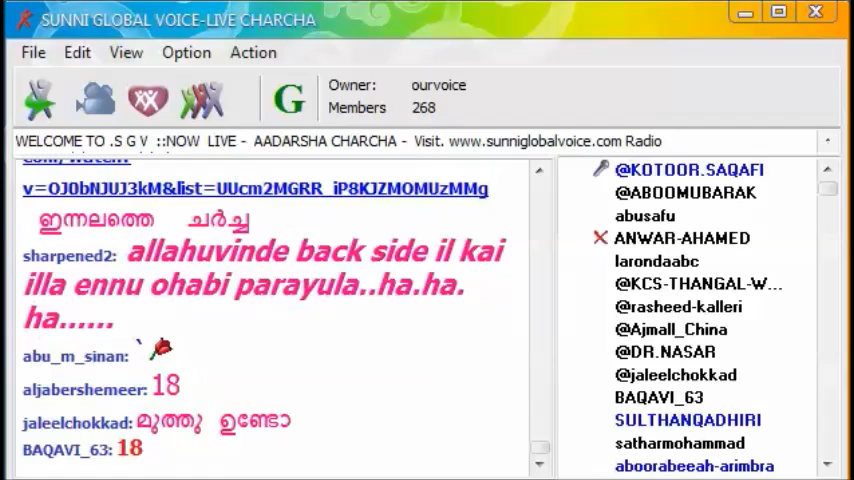 SUNNI GLOBAL VOICE-LIVE CHARCHA
File Edit View Option Action
G
Owner: ourvoice
Members 268
WELCOME TO .S G V ::NOW LIVE - AADARSHA CHARCHA - Visit. www.sunniglobalvoice.com Radio
v=OJ0bNJUJ3kM&list=UUcm2MGRR_iP8KJZMOMUzMMg
ഇന്നലത്തെ ചർച്ച
sharpened2: allahuvinde back side il kai
illa ennu ohabi parayula..ha.ha.
ha......
abu_m_sinan: `
aljabershemeer: 18
jaleelchokkad: മുത്തു ഉണ്ടോ
BAQAVI_63: 18
@KOTOOR.SAQAFI
@ABOOMUBARAK
abusafu
ANWAR-AHAMED
larondaabc
@KCS-THANGAL-W...
@rasheed-kalleri
@Ajmall_China
@DR.NASAR
@jaleelchokkad
BAQAVI_63
SULTHANQADHIRI
satharmohammad
aboorabeeah-arimbra